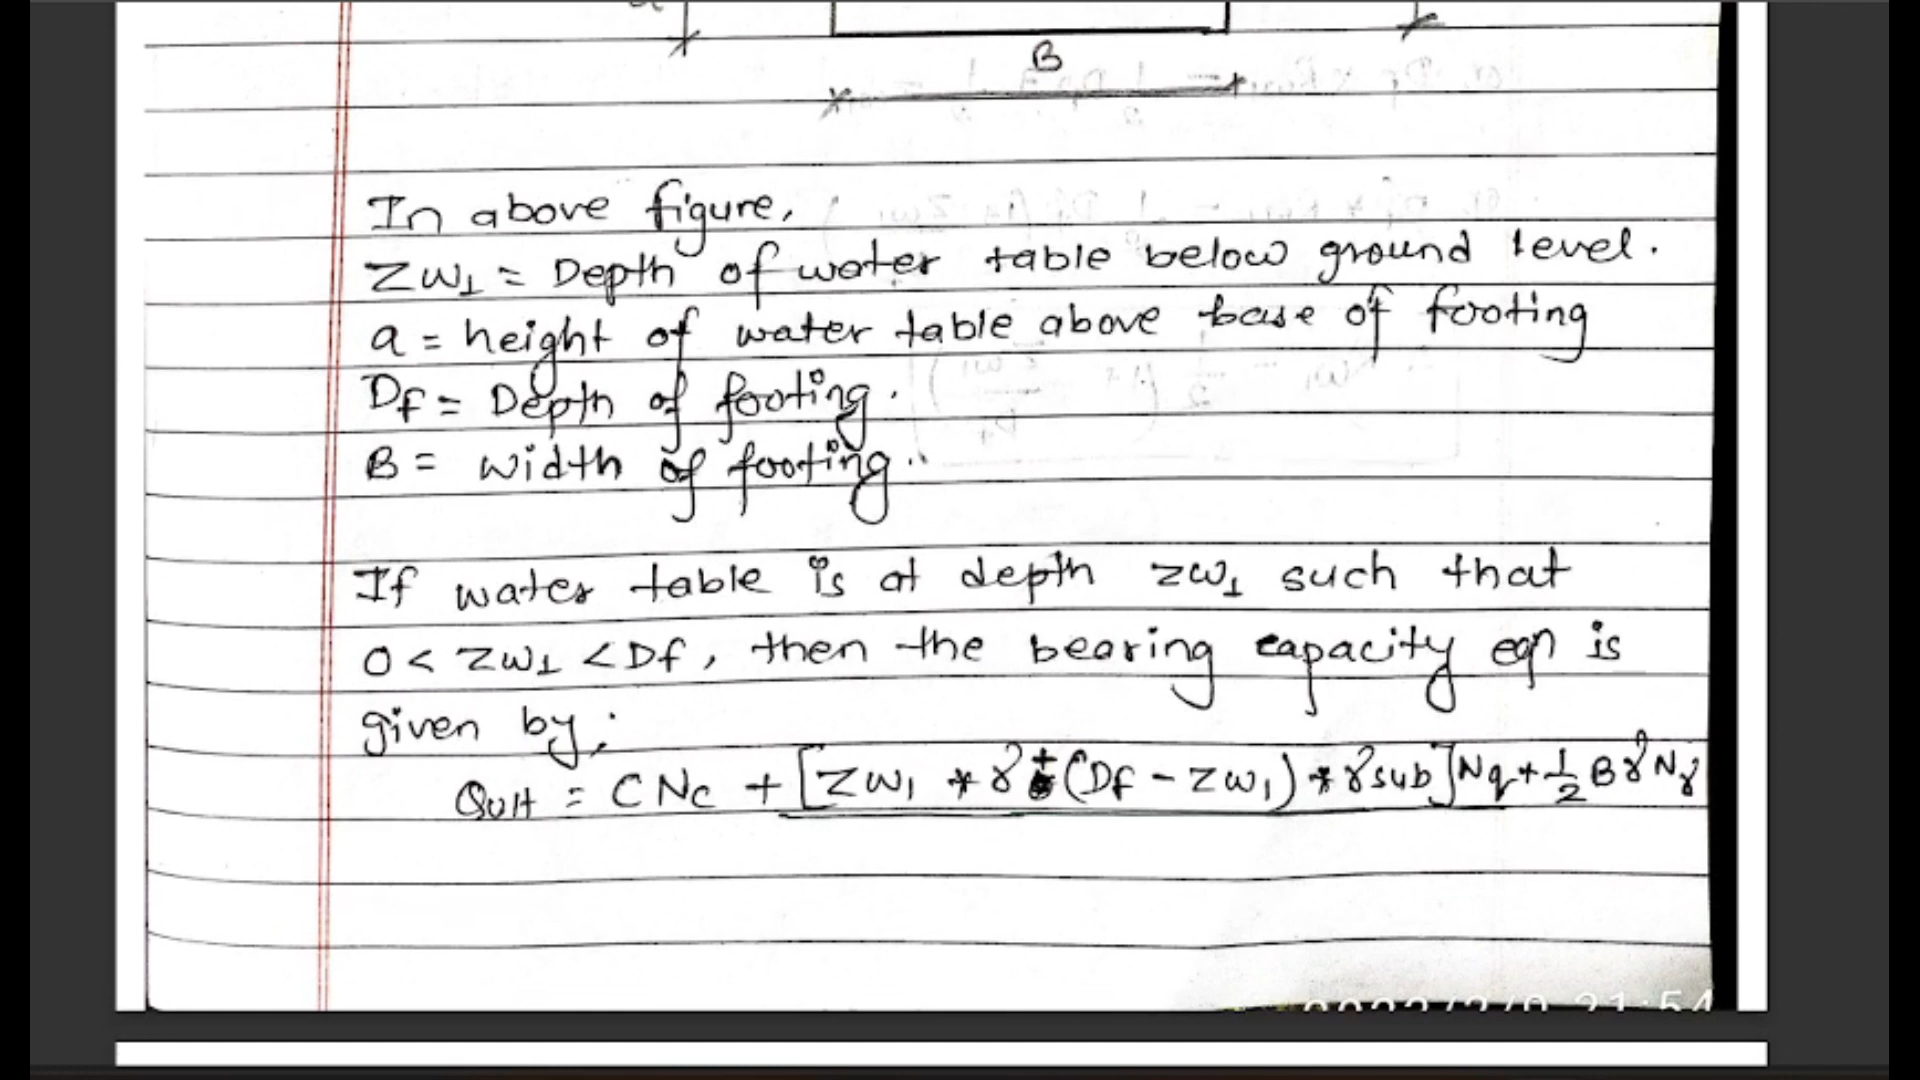 B
In above figure,
Zw₁ = Depth of water table below ground level.
a = height of water table above base of footing
Df = Depth of footing.
B = width of footing.
If water table is at depth zw₁ such that
0 < zw₁ < Df, then the bearing capacity eqn is
given by;
Qult = CNc + [Zw₁ * γ + (Df - zw₁) * γsub] Nq + 1/2 B γ Nγ